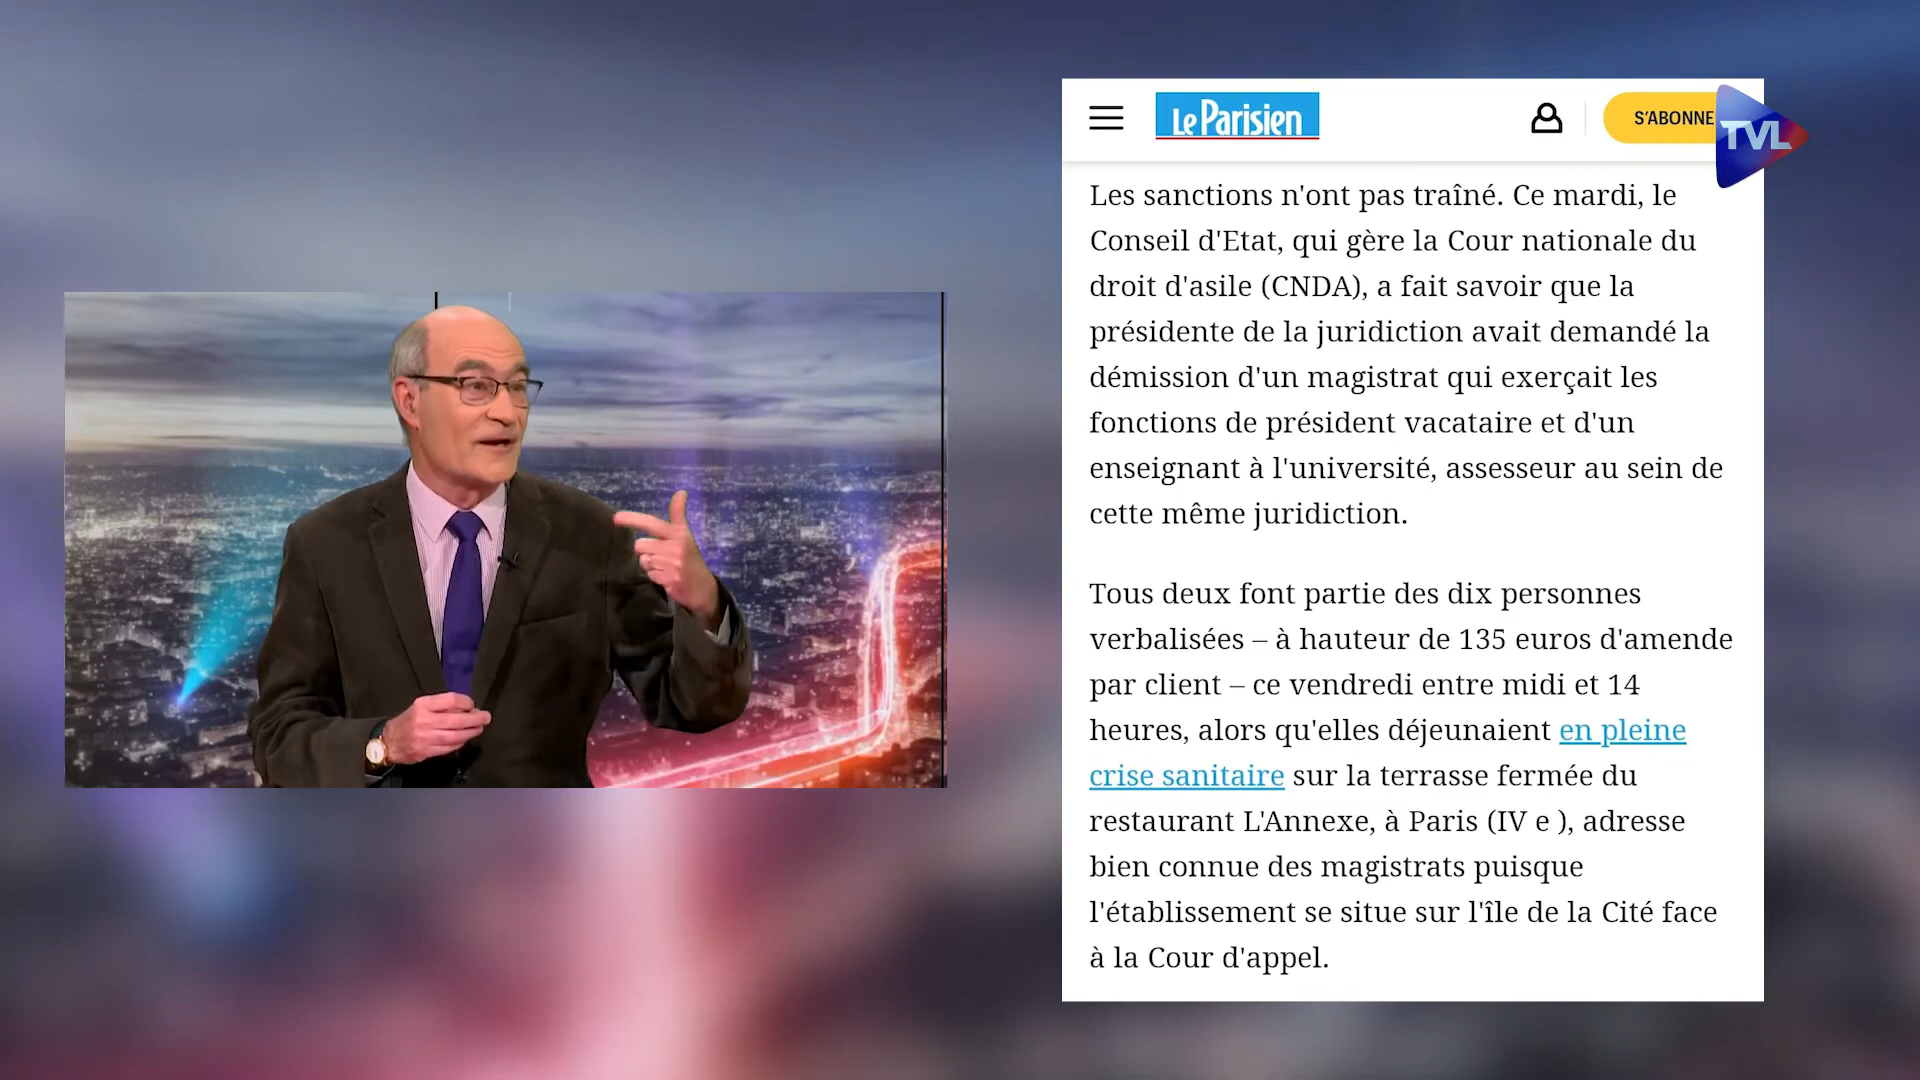 Le Parisien
S'ABONNE
TVL
Les sanctions n'ont pas traîné. Ce mardi, le
Conseil d'Etat, qui gère la Cour nationale du
droit d'asile (CNDA), a fait savoir que la
présidente de la juridiction avait demandé la
démission d'un magistrat qui exerçait les
fonctions de président vacataire et d'un
enseignant à l'université, assesseur au sein de
cette même juridiction.
Tous deux font partie des dix personnes
verbalisées – à hauteur de 135 euros d'amende
par client – ce vendredi entre midi et 14
heures, alors qu'elles déjeunaient en pleine
crise sanitaire sur la terrasse fermée du
restaurant L'Annexe, à Paris (IV e ), adresse
bien connue des magistrats puisque
l'établissement se situe sur l'île de la Cité face
à la Cour d'appel.